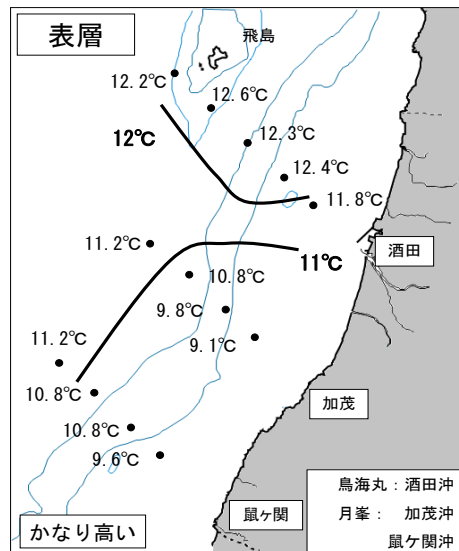 表層
飛島
12.2℃
12.6℃
12℃
12.3℃
12.4℃
11.8℃
11.2℃
酒田
11℃
10.8℃
9.8℃
9.1℃
11.2℃
10.8℃
加茂
10.8℃
9.6℃
鳥海丸：酒田沖
月峯： 加茂沖
鼠ヶ関沖
鼠ヶ関
かなり高い